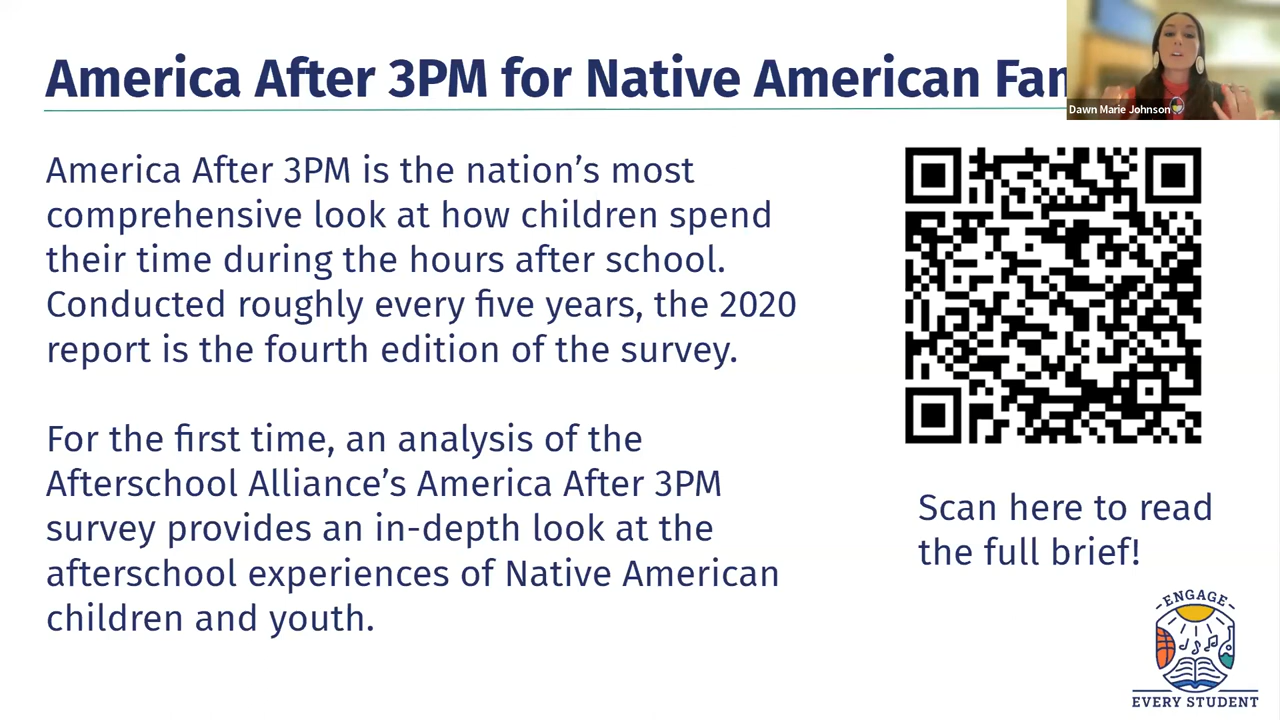 America After 3PM for Native American
Dawn Marie Johnson
America After 3PM is the nation’s most
comprehensive look at how children spend
their time during the hours after school.
Conducted roughly every five years, the 2020
report is the fourth edition of the survey.
For the first time, an analysis of the
Afterschool Alliance’s America After 3PM
survey provides an in-depth look at the
afterschool experiences of Native American
children and youth.
Scan here to read
the full brief!
ENGAGE
EVERY STUDENT